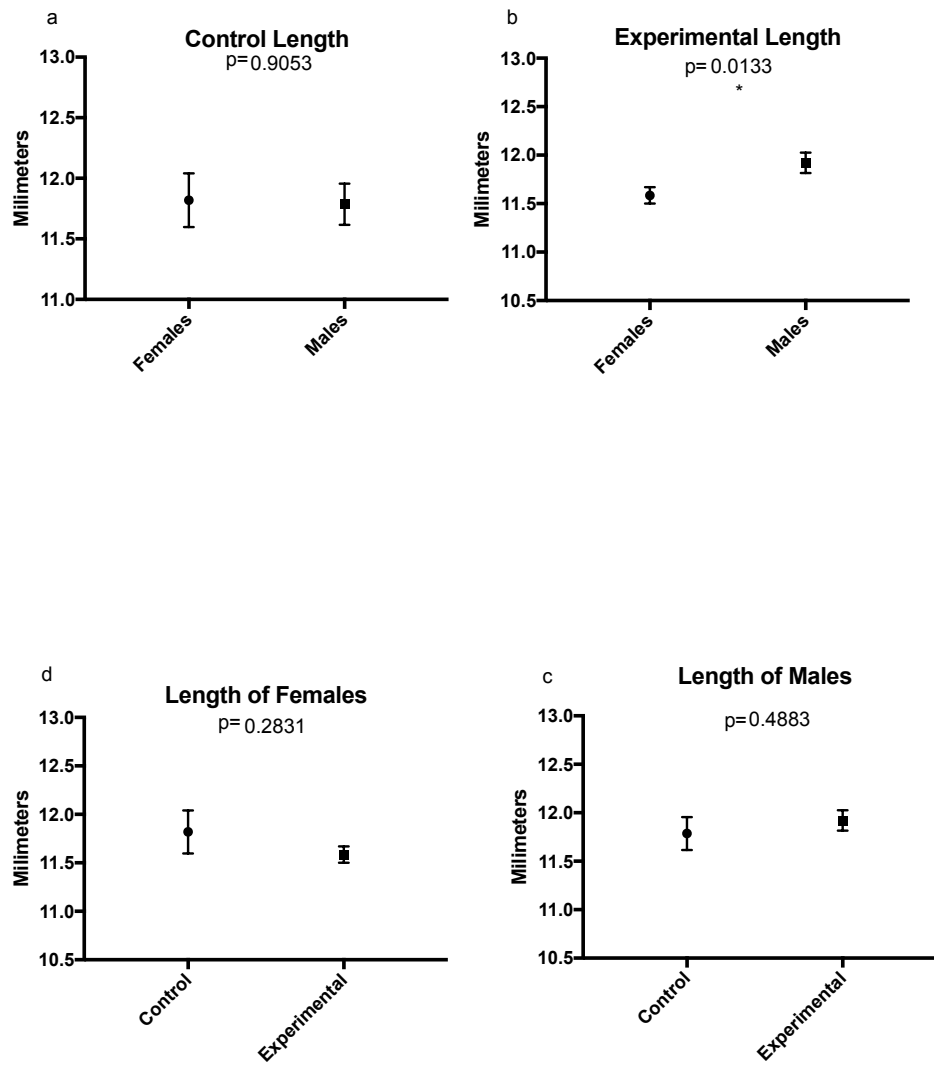 a
Control Length
p= 0.9053
13.0
12.5
12.0
11.5
11.0
Milimeters
Females
Males
b
Experimental Length
p= 0.0133
*
13.0
12.5
12.0
11.5
11.0
10.5
Milimeters
Females
Males
d
Length of Females
p= 0.2831
13.0
12.5
12.0
11.5
11.0
10.5
Milimeters
Control
Experimental
c
Length of Males
p= 0.4883
13.0
12.5
12.0
11.5
11.0
10.5
Milimeters
Control
Experimental